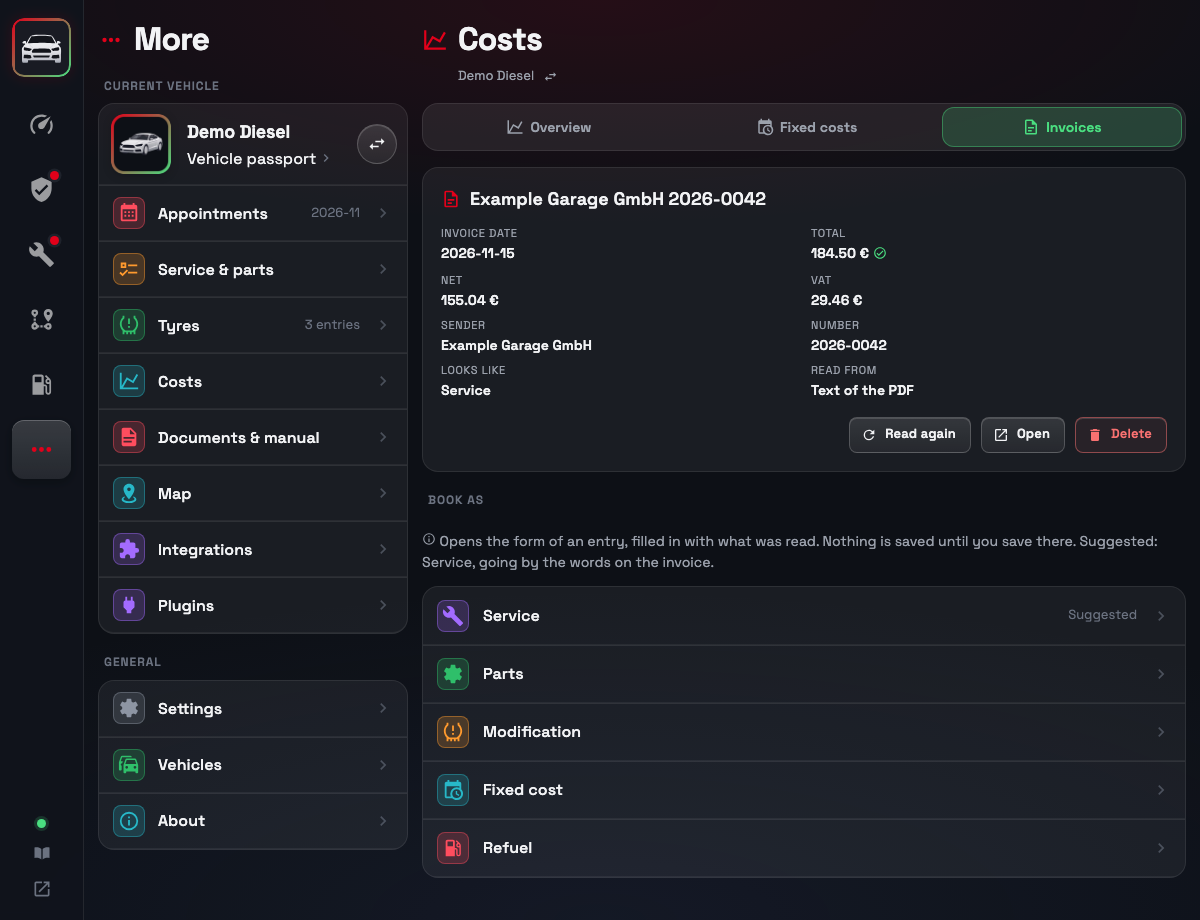 More
CURRENT VEHICLE
Demo Diesel
Vehicle passport
Appointments 2026-11
Service & parts
Tyres 3 entries
Costs
Documents & manual
Map
Integrations
Plugins
GENERAL
Settings
Vehicles
About
Costs
Demo Diesel
Overview Fixed costs Invoices
Example Garage GmbH 2026-0042
INVOICE DATE TOTAL
2026-11-15 184.50 €
NET VAT
155.04 € 29.46 €
SENDER NUMBER
Example Garage GmbH 2026-0042
LOOKS LIKE READ FROM
Service Text of the PDF
Read again Open Delete
BOOK AS
Opens the form of an entry, filled in with what was read. Nothing is saved until you save there. Suggested:
Service, going by the words on the invoice.
Service Suggested
Parts
Modification
Fixed cost
Refuel